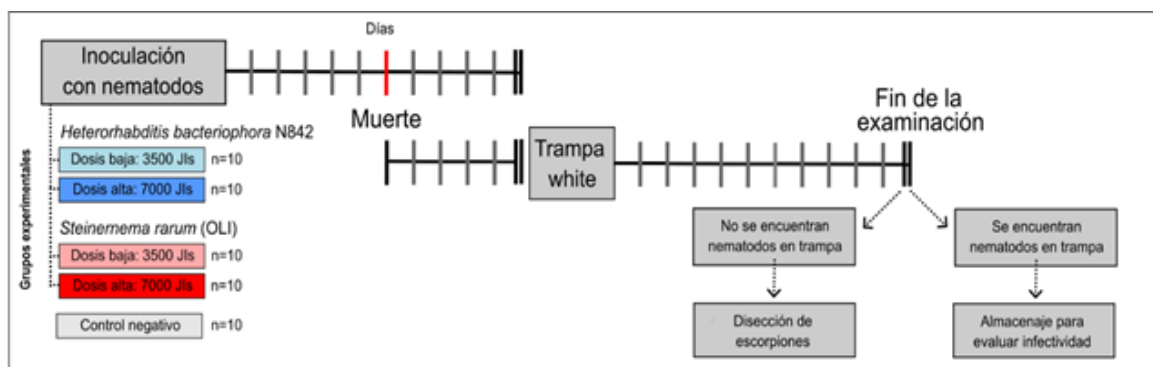 Inoculación
con nematodos
Días
Grupos experimentales
Heterorhabditis bacteriophora N842
Dosis baja: 3500 JIs n=10
Dosis alta: 7000 JIs n=10
Steinernema rarum (OLI)
Dosis baja: 3500 JIs n=10
Dosis alta: 7000 JIs n=10
Control negativo n=10
Muerte
Trampa
white
Fin de la
examinación
No se encuentran
nematodos en trampa
Se encuentran
nematodos en trampa
Disección de
escorpiones
Almacenaje para
evaluar infectividad